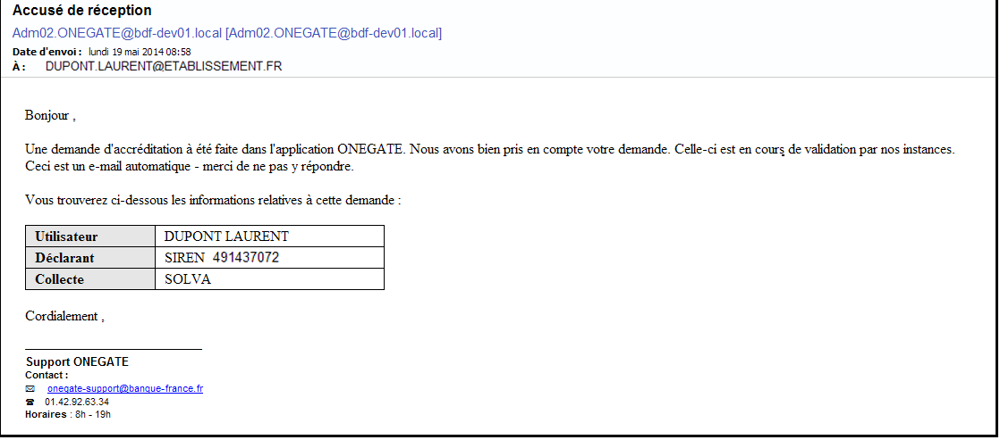 Accusé de réception
Adm02.ONEGATE@bdf-dev01.local [Adm02.ONEGATE@bdf-dev01.local]
Date d'envoi : lundi 19 mai 2014 08:58
À : DUPONT.LAURENT@ETABLISSEMENT.FR
Bonjour ,
Une demande d'accréditation à été faite dans l'application ONEGATE. Nous avons bien pris en compte votre demande. Celle-ci est en cours de validation par nos instances.
Ceci est un e-mail automatique - merci de ne pas y répondre.
Vous trouverez ci-dessous les informations relatives à cette demande :
Utilisateur DUPONT LAURENT
Déclarant SIREN 491437072
Collecte SOLVA
Cordialement ,
Support ONEGATE
Contact :
onegate-support@banque-france.fr
01.42.92.63.34
Horaires : 8h - 19h